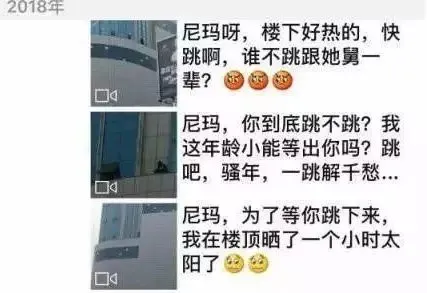 2018年
尼玛呀，楼下好热的，快
跳啊，谁不跳跟她舅一
辈？
尼玛，你到底跳不跳？我
这年龄小能等出你吗？跳
吧，骚年，一跳解千愁...
尼玛，为了等你跳下来，
我在楼顶晒了一个小时太
阳了